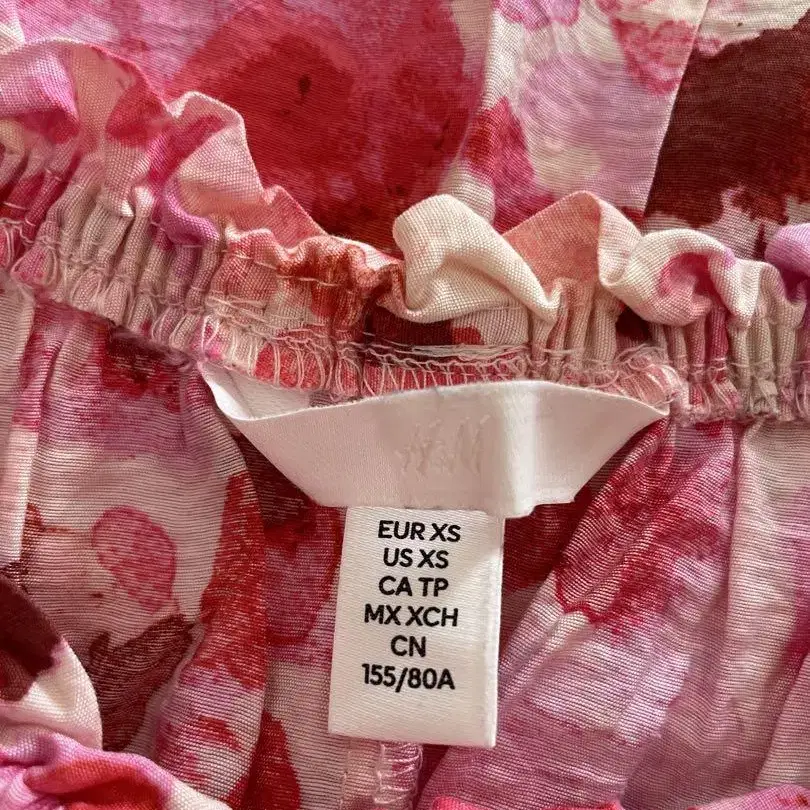 H&M
EUR XS
US XS
CA TP
MX XCH
CN
155/80A